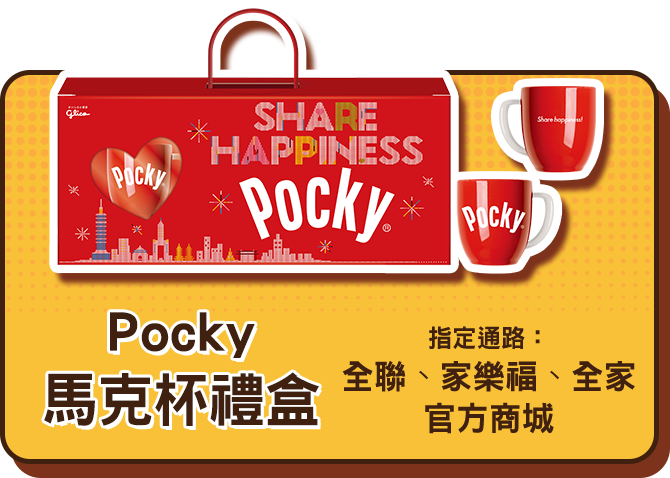 Glico
SHARE
HAPPINESS
Pocky
Pocky®
Share happiness!
Pocky
Pocky
馬克杯禮盒
指定通路：
全聯、家樂福、全家
官方商城